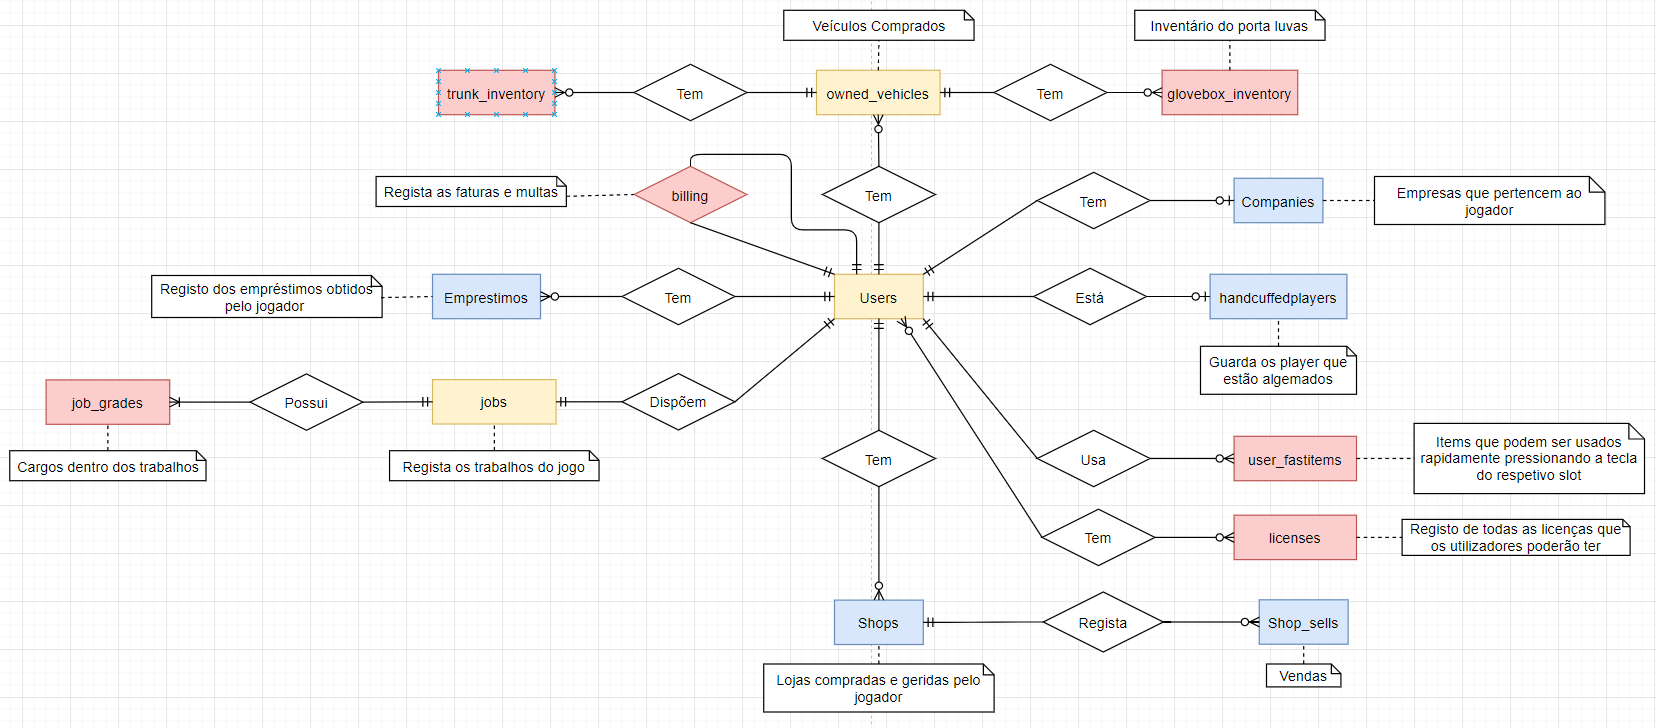 Veículos Comprados
Inventário do porta luvas
trunk_inventory
Tem
owned_vehicles
Tem
glovebox_inventory
Regista as faturas e multas
billing
Tem
Tem
Companies
Empresas que pertencem ao
jogador
Registo dos empréstimos obtidos
pelo jogador
Emprestimos
Tem
Users
Está
handcuffedplayers
Guarda os player que
estão algemados
job_grades
Possui
jobs
Dispõem
Cargos dentro dos trabalhos
Regista os trabalhos do jogo
Tem
Usa
user_fastitems
Items que podem ser usados
rapidamente pressionando a tecla
do respetivo slot
Tem
licenses
Registo de todas as licenças que
os utilizadores poderão ter
Shops
Regista
Shop_sells
Lojas compradas e geridas pelo
jogador
Vendas